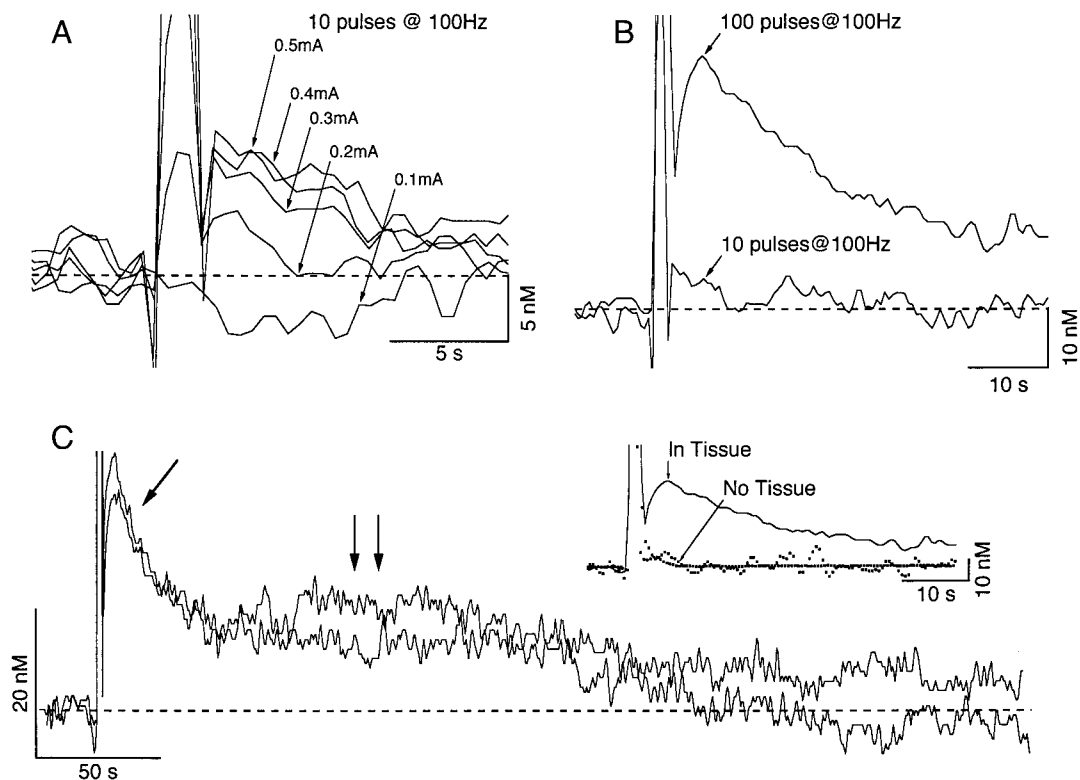 A
10 pulses @ 100Hz
0.5mA
0.4mA
0.3mA
0.2mA
0.1mA
5 nM
5 s
B
100 pulses@100Hz
10 pulses@100Hz
10 nM
10 s
C
In Tissue
No Tissue
10 nM
10 s
20 nM
50 s